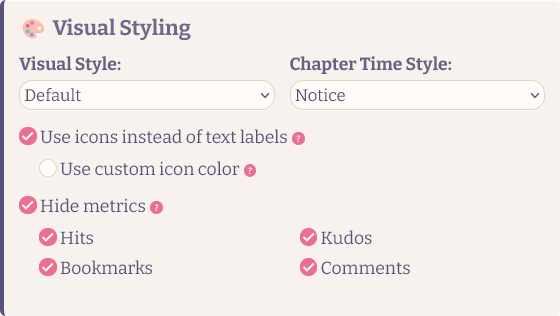 Visual Styling
Visual Style: Chapter Time Style:
Default Notice
Use icons instead of text labels ?
Use custom icon color ?
Hide metrics ?
Hits Kudos
Bookmarks Comments